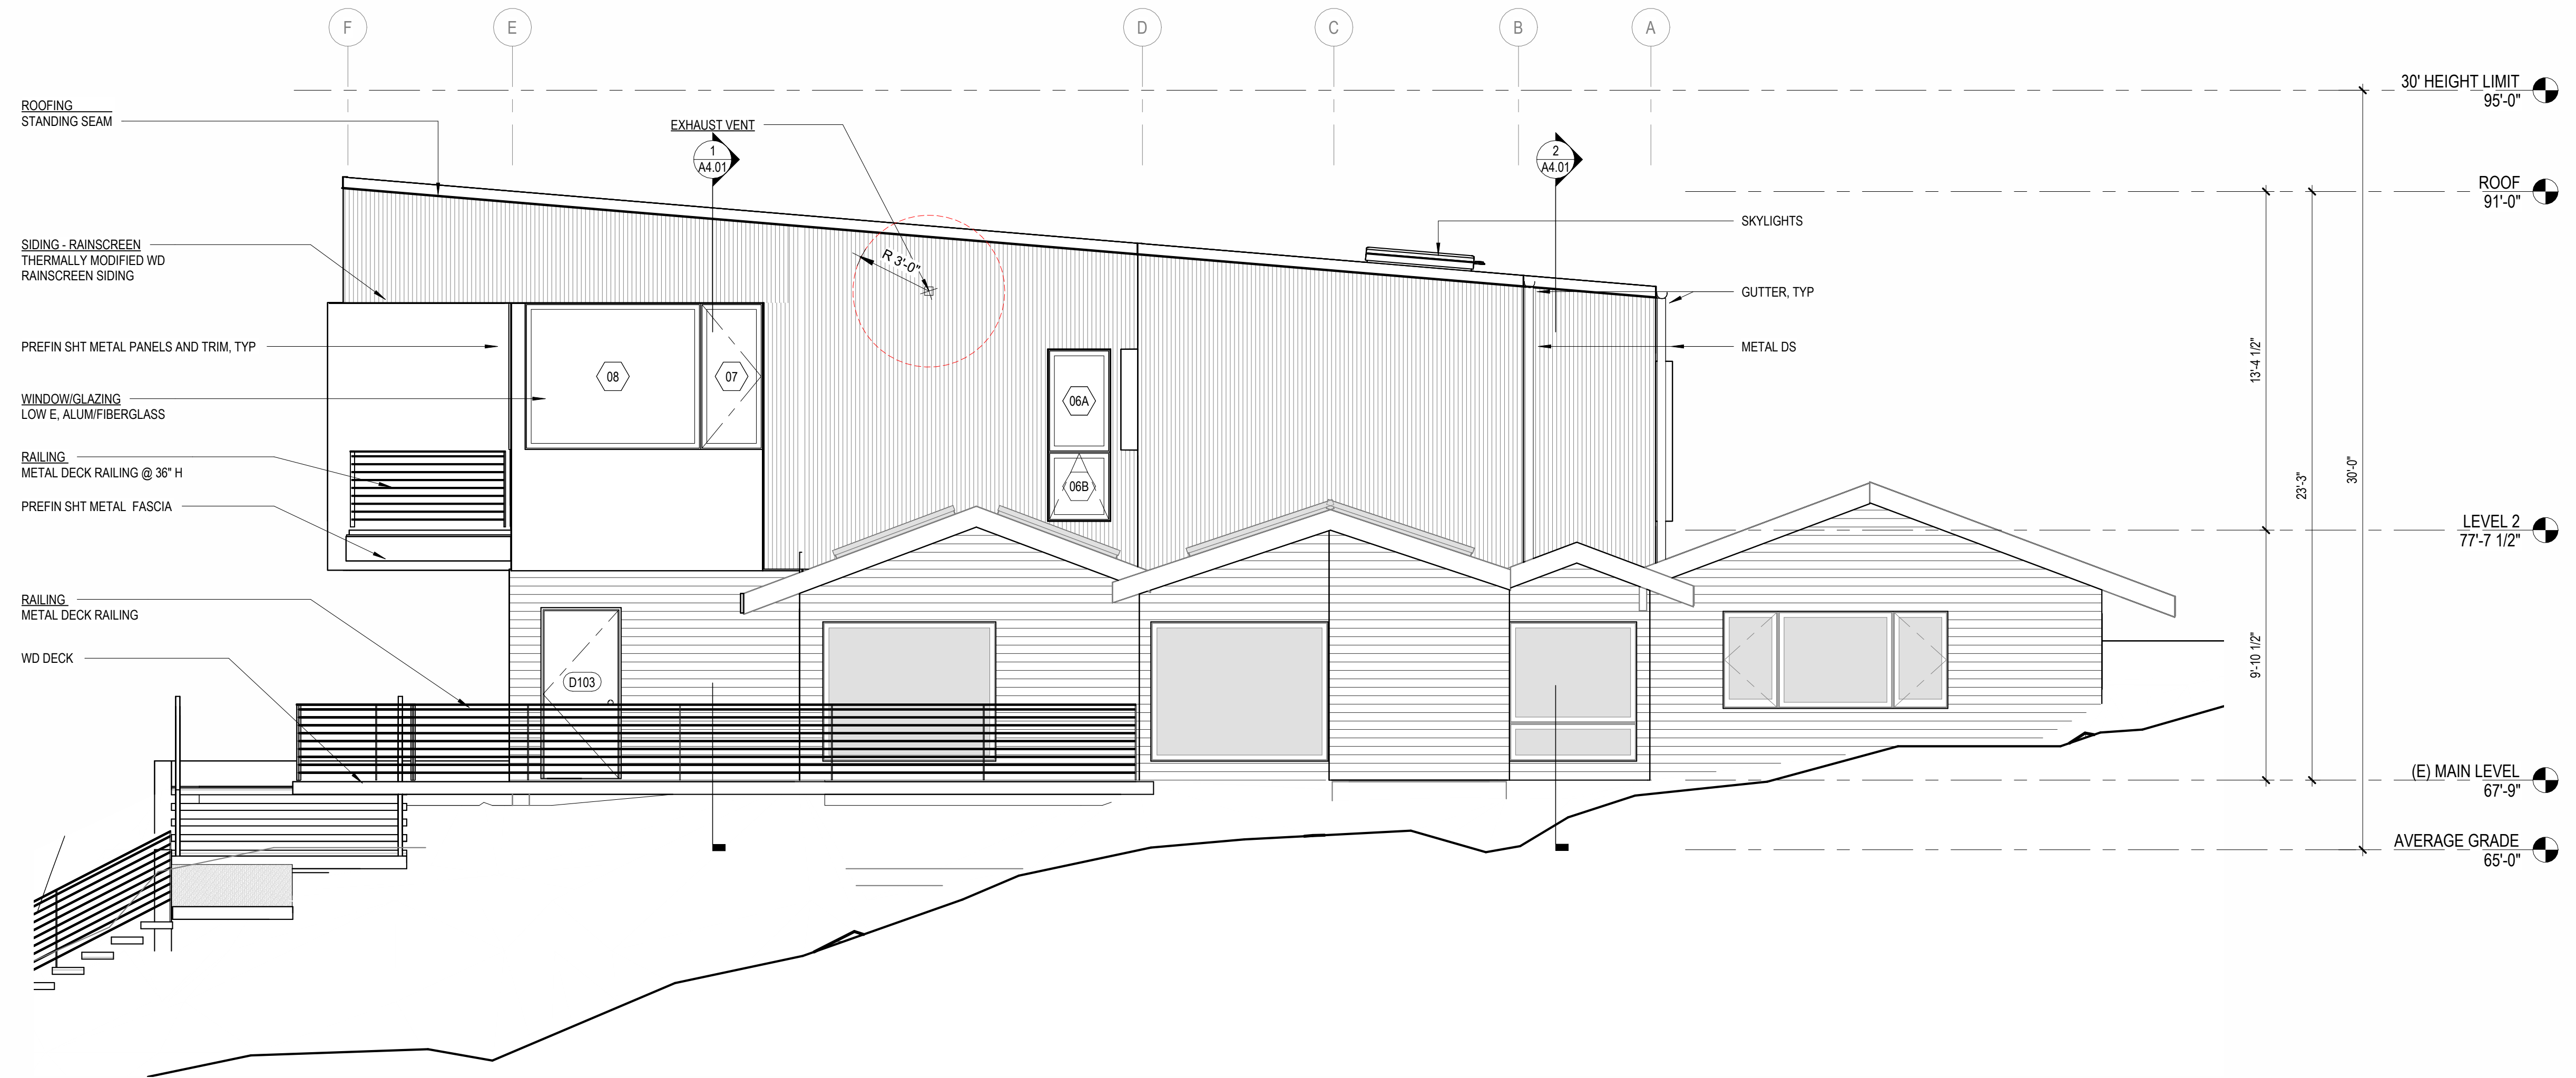 F
E
D
C
B
A
ROOFING
STANDING SEAM
SIDING - RAINSCREEN
THERMALLY MODIFIED WD
RAINSCREEN SIDING
PREFIN SHT METAL PANELS AND TRIM, TYP
WINDOW/GLAZING
LOW E, ALUM/FIBERGLASS
RAILING
METAL DECK RAILING @ 36" H
PREFIN SHT METAL FASCIA
RAILING
METAL DECK RAILING
WD DECK
EXHAUST VENT
1
A4.01
R 3'-0"
08
07
06A
06B
D103
2
A4.01
SKYLIGHTS
GUTTER, TYP
METAL DS
13'-4 1/2"
9'-10 1/2"
23'-3"
30'-0"
30' HEIGHT LIMIT
95'-0"
ROOF
91'-0"
LEVEL 2
77'-7 1/2"
(E) MAIN LEVEL
67'-9"
AVERAGE GRADE
65'-0"